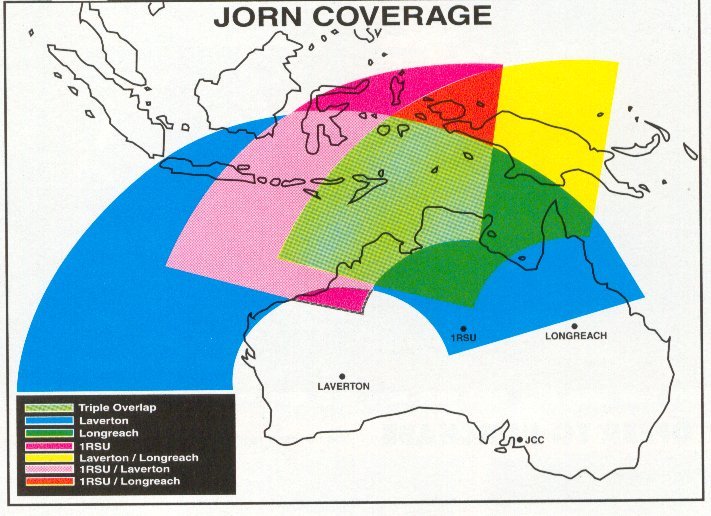 JORN COVERAGE
1RSU
LONGREACH
LAVERTON
JCC
Triple Overlap
Laverton
Longreach
1RSU
Laverton / Longreach
1RSU / Laverton
1RSU / Longreach